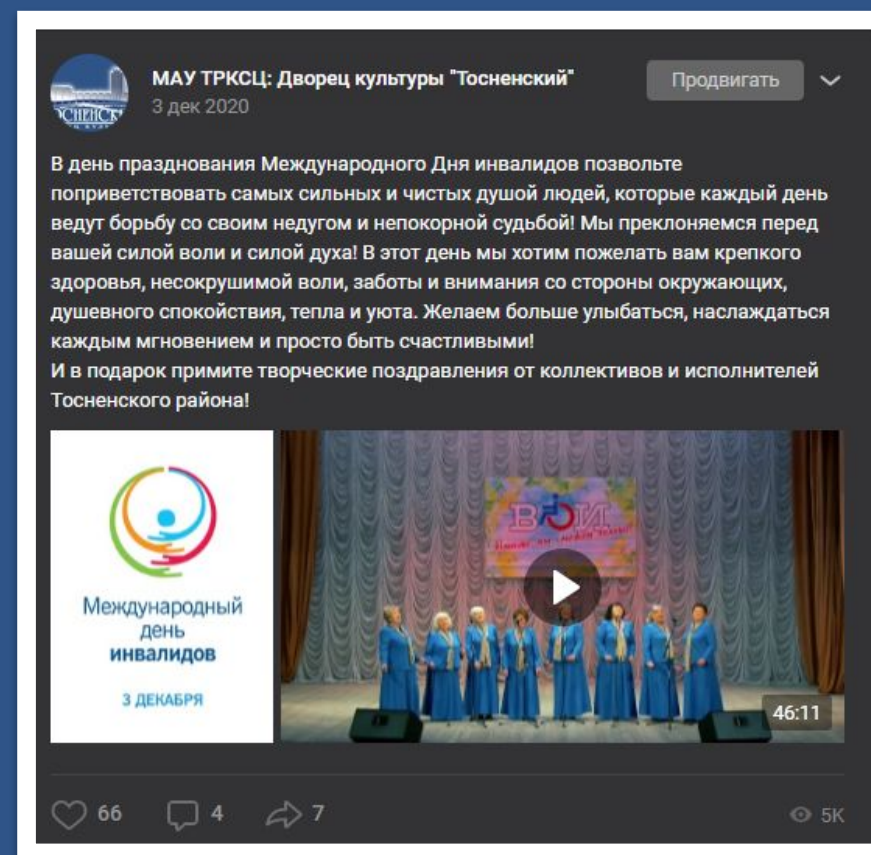 МАУ ТРКСЦ: Дворец культуры "Тосненский"
Продвигать
3 дек 2020
В день празднования Международного Дня инвалидов позвольте
поприветствовать самых сильных и чистых душой людей, которые каждый день
ведут борьбу со своим недугом и непокорной судьбой! Мы преклоняемся перед
вашей силой воли и силой духа! В этот день мы хотим пожелать вам крепкого
здоровья, несокрушимой воли, заботы и внимания со стороны окружающих,
душевного спокойствия, тепла и уюта. Желаем больше улыбаться, наслаждаться
каждым мгновением и просто быть счастливыми!
И в подарок примите творческие поздравления от коллективов и исполнителей
Тосненского района!
Международный
день
инвалидов
3 ДЕКАБРЯ
ВОИ
46:11
66
4
7
5K